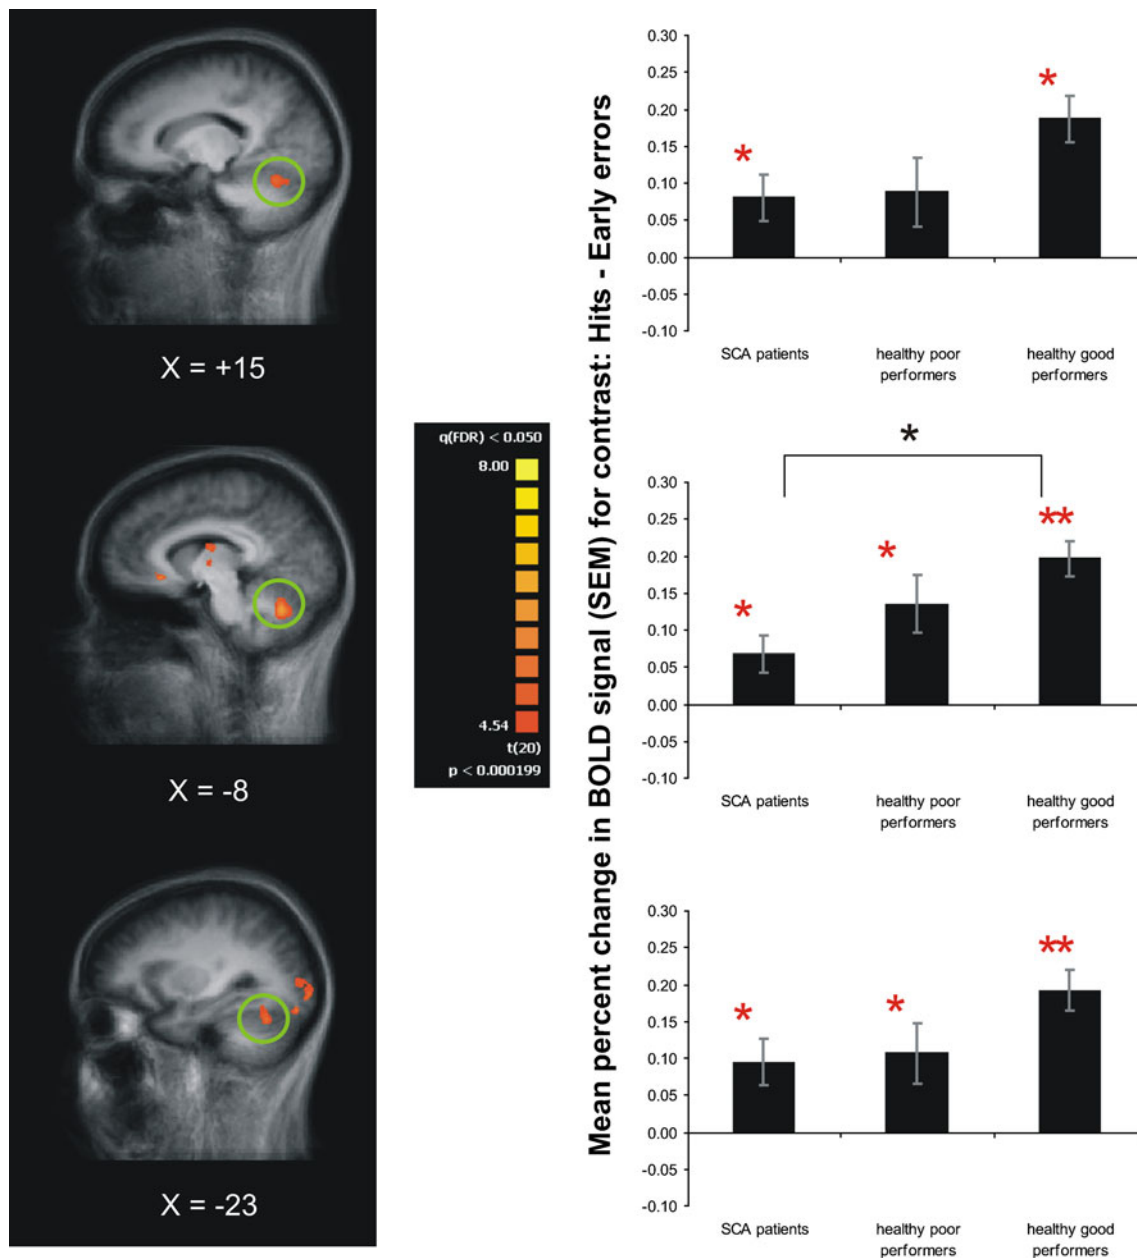 X = +15
X = -8
X = -23
q(FDR) < 0.050
8.00
4.54
t(20)
p < 0.000199
Mean percent change in BOLD signal (SEM) for contrast: Hits - Early errors
0.30
0.25
*
0.20
*
0.15
0.10
0.05
0.00
-0.05
-0.10
SCA patients healthy poor healthy good
performers performers
*
0.30
0.25
**
0.20
*
0.15
*
0.10
0.05
0.00
-0.05
-0.10
SCA patients healthy poor healthy good
performers performers
0.30
0.25
**
0.20
* *
0.15
0.10
0.05
0.00
-0.05
-0.10
SCA patients healthy poor healthy good
performers performers